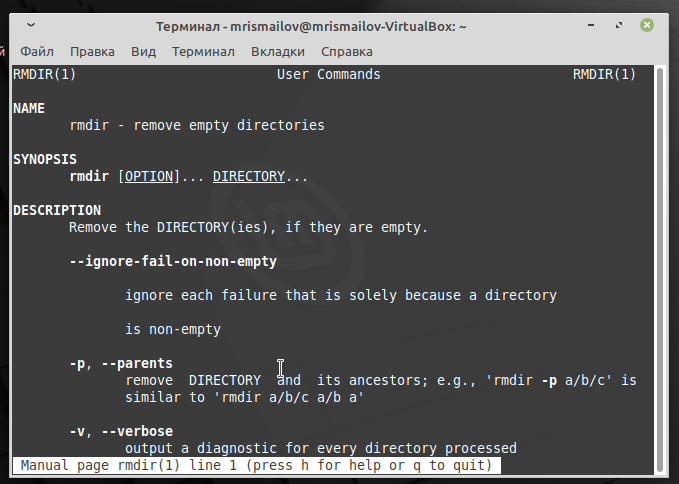 Терминал - mrismailov@mrismailov-VirtualBox: ~
й
Файл Правка Вид Терминал Вкладки Справка
RMDIR(1) User Commands RMDIR(1)
NAME
rmdir - remove empty directories
SYNOPSIS
rmdir [OPTION]... DIRECTORY...
DESCRIPTION
Remove the DIRECTORY(ies), if they are empty.
--ignore-fail-on-non-empty
ignore each failure that is solely because a directory
is non-empty
-p, --parents
remove DIRECTORY and its ancestors; e.g., 'rmdir -p a/b/c' is
similar to 'rmdir a/b/c a/b a'
-v, --verbose
output a diagnostic for every directory processed
Manual page rmdir(1) line 1 (press h for help or q to quit)